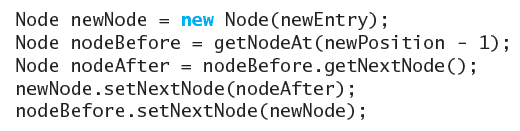 Node newNode = new Node(newEntry);
Node nodeBefore = getNodeAt(newPosition - 1);
Node nodeAfter = nodeBefore.getNextNode();
newNode.setNextNode(nodeAfter);
nodeBefore.setNextNode(newNode);